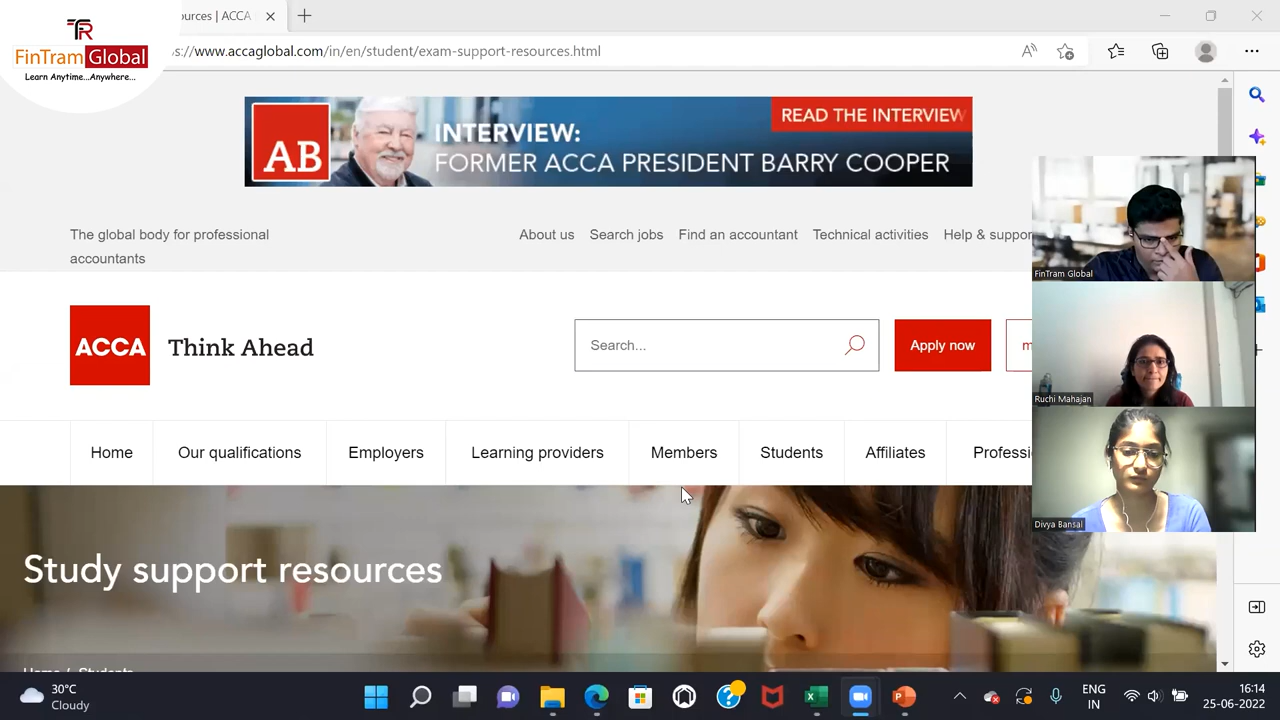 FinTram Global
Learn Anytime...Anywhere...
ources | ACCA
s://www.accaglobal.com/in/en/student/exam-support-resources.html
AB
INTERVIEW:
FORMER ACCA PRESIDENT BARRY COOPER
READ THE INTERVIEW
The global body for professional
accountants
About us
Search jobs
Find an accountant
Technical activities
Help & suppor
ACCA
Think Ahead
Search...
Apply now
m
Home
Our qualifications
Employers
Learning providers
Members
Students
Affiliates
Professi
Study support resources
Home / Students
FinTram Global
Ruchi Mahajan
Divya Bansal
30°C
Cloudy
ENG
IN
16:14
25-06-2022